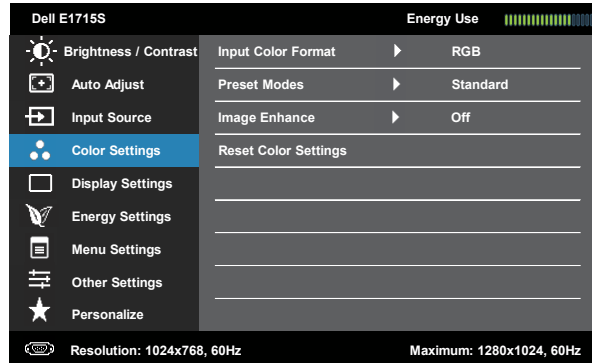 Dell E1715S Energy Use
Brightness / Contrast Input Color Format RGB
Auto Adjust Preset Modes Standard
Input Source Image Enhance Off
Color Settings Reset Color Settings
Display Settings
Energy Settings
Menu Settings
Other Settings
Personalize
Resolution: 1024x768, 60Hz Maximum: 1280x1024, 60Hz